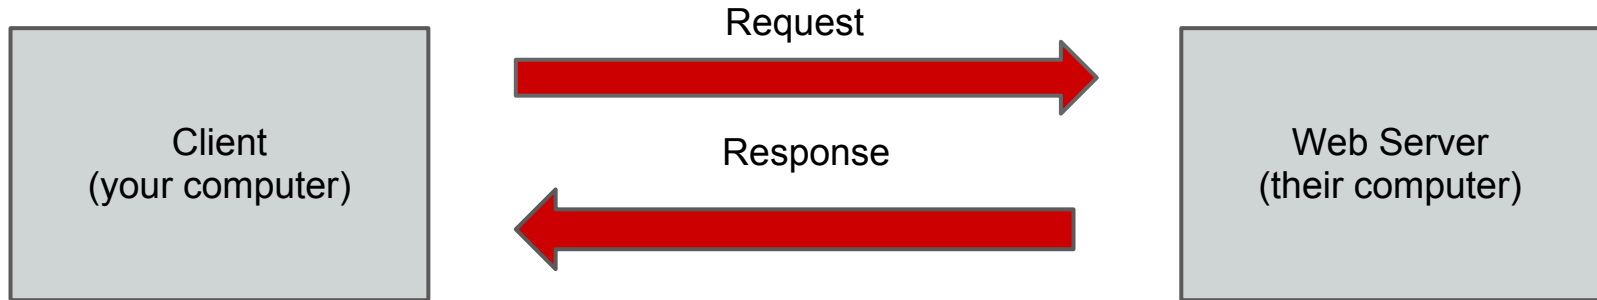 Request
Client
(your computer)
Response
Web Server
(their computer)